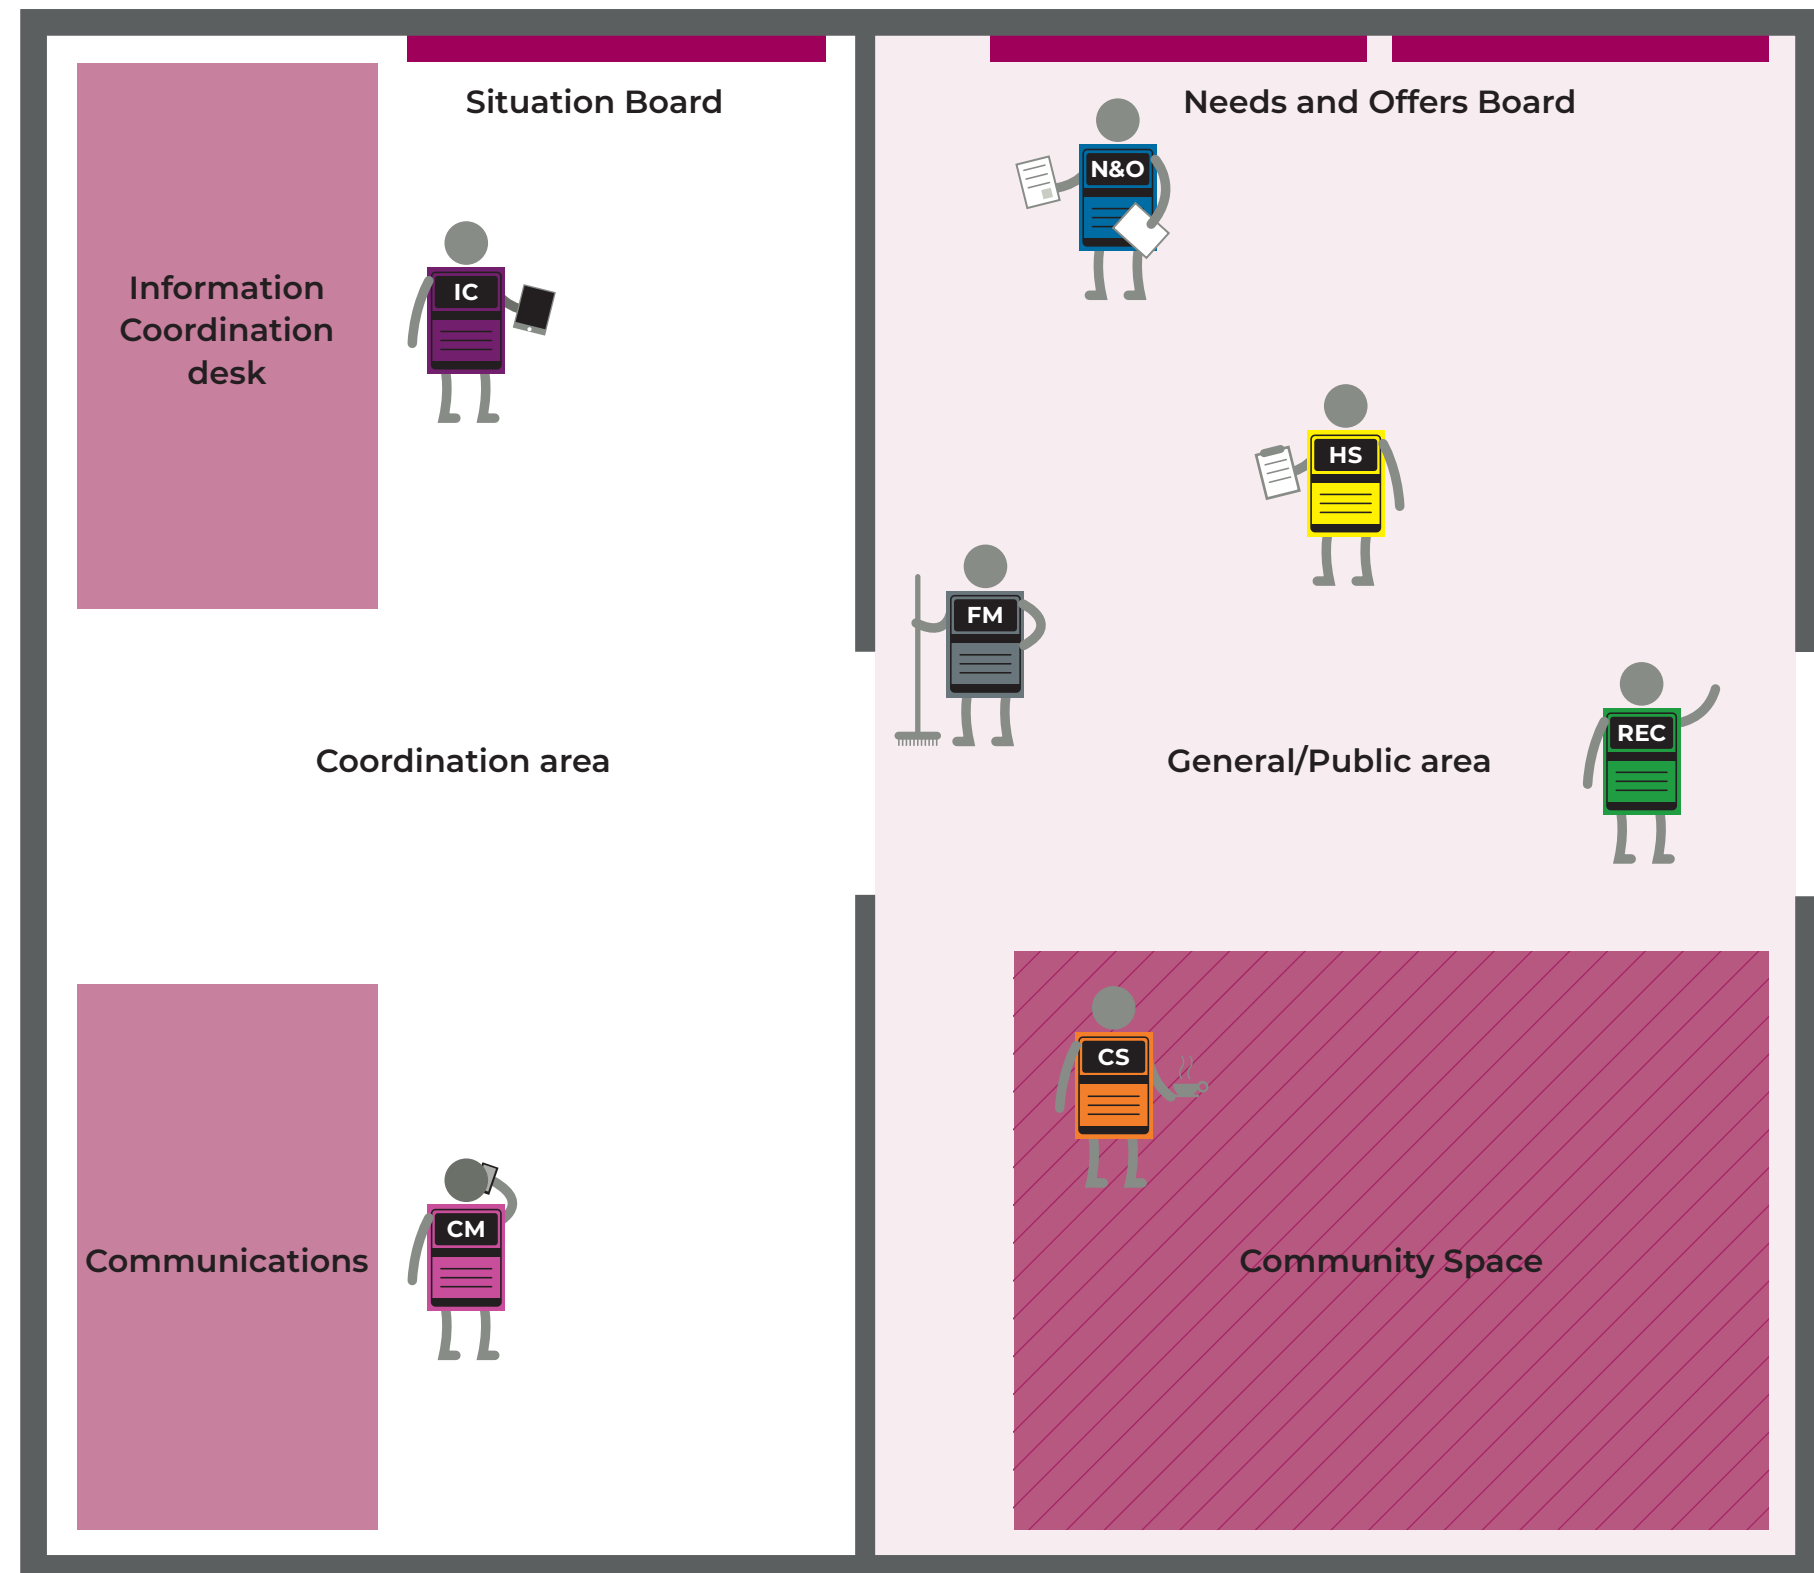 Situation Board
Needs and Offers Board
N&O
Information
Coordination
desk
IC
HS
FM
REC
Coordination area
General/Public area
CS
CM
Communications
Community Space